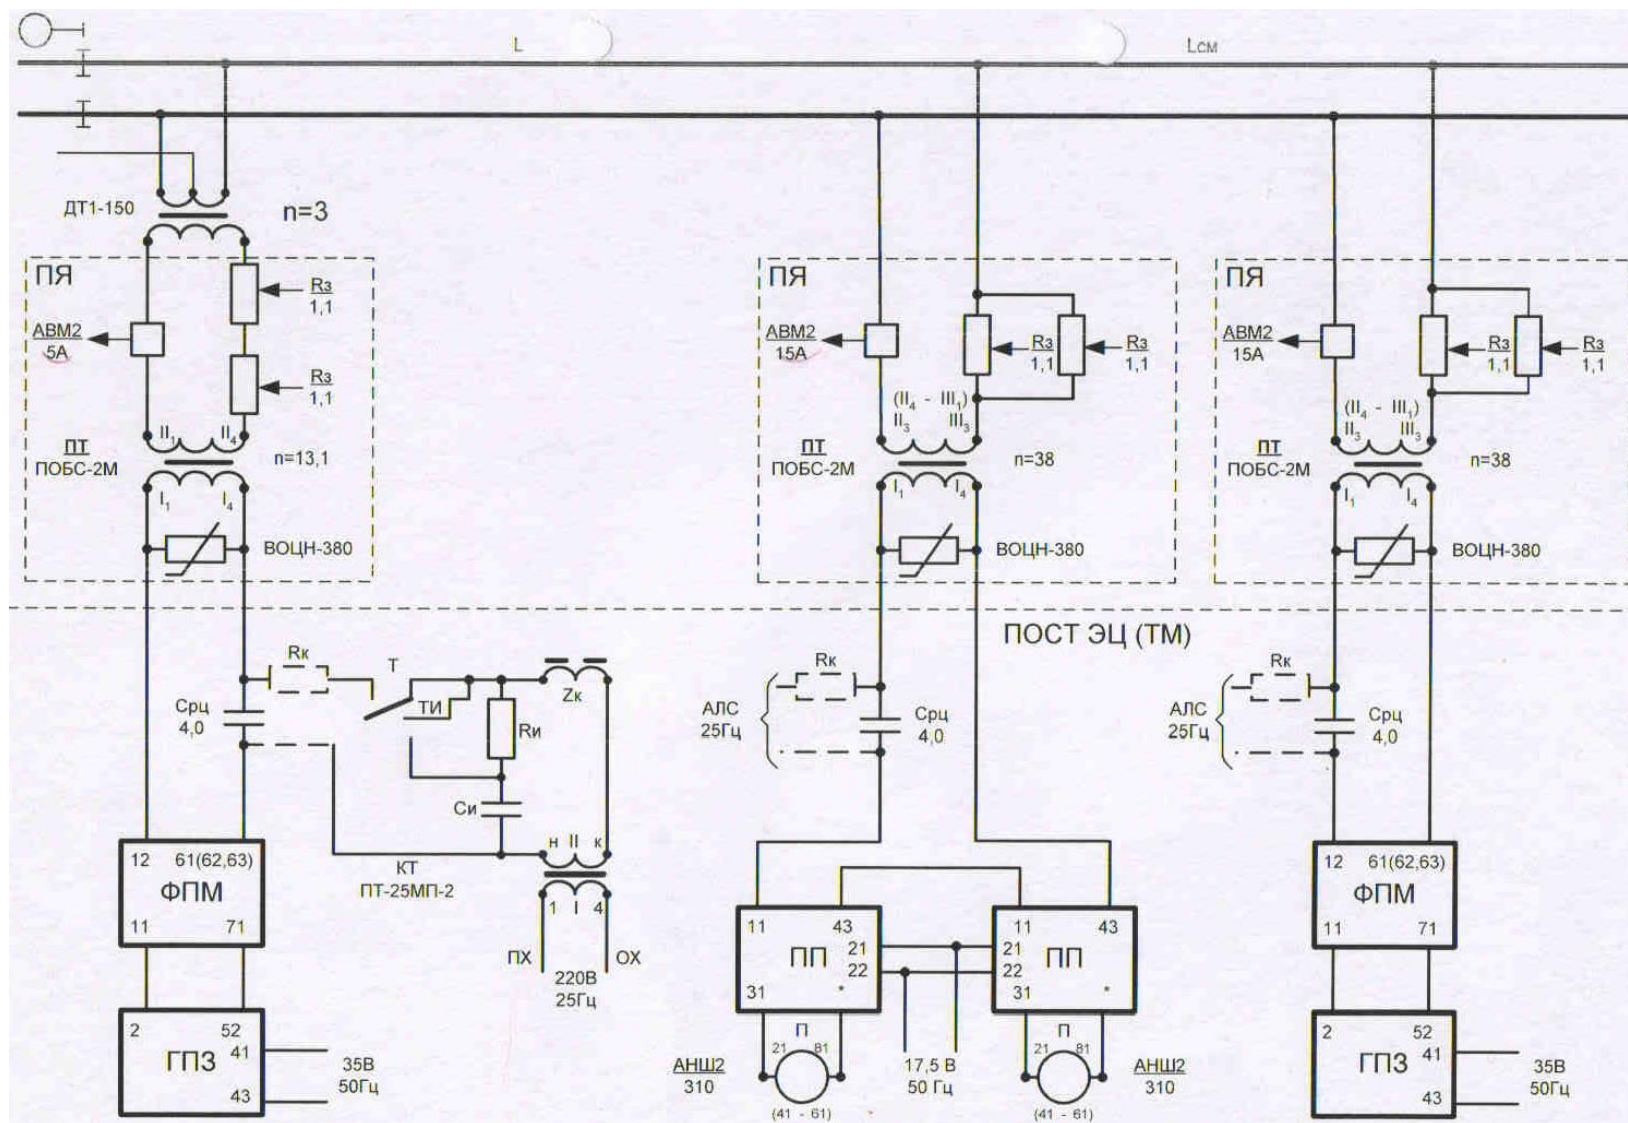 L
Lсм
ДТ1-150
n=3
ПЯ
Rз
1,1
АВМ2
5А
Rз
1,1
II1
II4
ПТ
ПОБС-2М
n=13,1
I1
I4
ВОЦН-380
ПЯ
АВМ2
15А
Rз
1,1
Rз
1,1
(II4 - III1)
II3
III3
ПТ
ПОБС-2М
n=38
I1
I4
ВОЦН-380
ПЯ
АВМ2
15А
Rз
1,1
Rз
1,1
(II4 - III1)
II3
III3
ПТ
ПОБС-2М
n=38
I1
I4
ВОЦН-380
ПОСТ ЭЦ (ТМ)
Rк
Т
ТИ
Zк
Срц
4,0
Rи
Си
н II к
КТ
ПТ-25МП-2
1 I 4
ПХ
ОХ
220В
25Гц
12 61(62,63)
ФПМ
11 71
2 52
41
ГПЗ
43
35В
50Гц
Rк
АЛС
25Гц
Срц
4,0
11 43
21
ПП
22
31 *
11 43
21
ПП
22
31 *
П
21 81
АНШ2
310
(41 - 61)
17,5 В
50 Гц
П
21 81
АНШ2
310
(41 - 61)
Rк
АЛС
25Гц
Срц
4,0
12 61(62,63)
ФПМ
11 71
2 52
41
ГПЗ
43
35В
50Гц